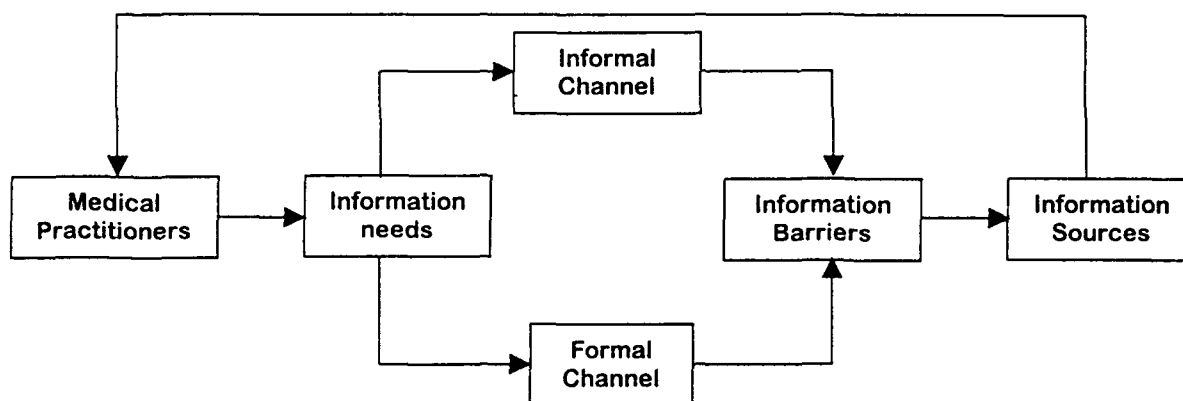 Informal
Channel
Medical
Practitioners
Information
needs
Information
Barriers
Information
Sources
Formal
Channel